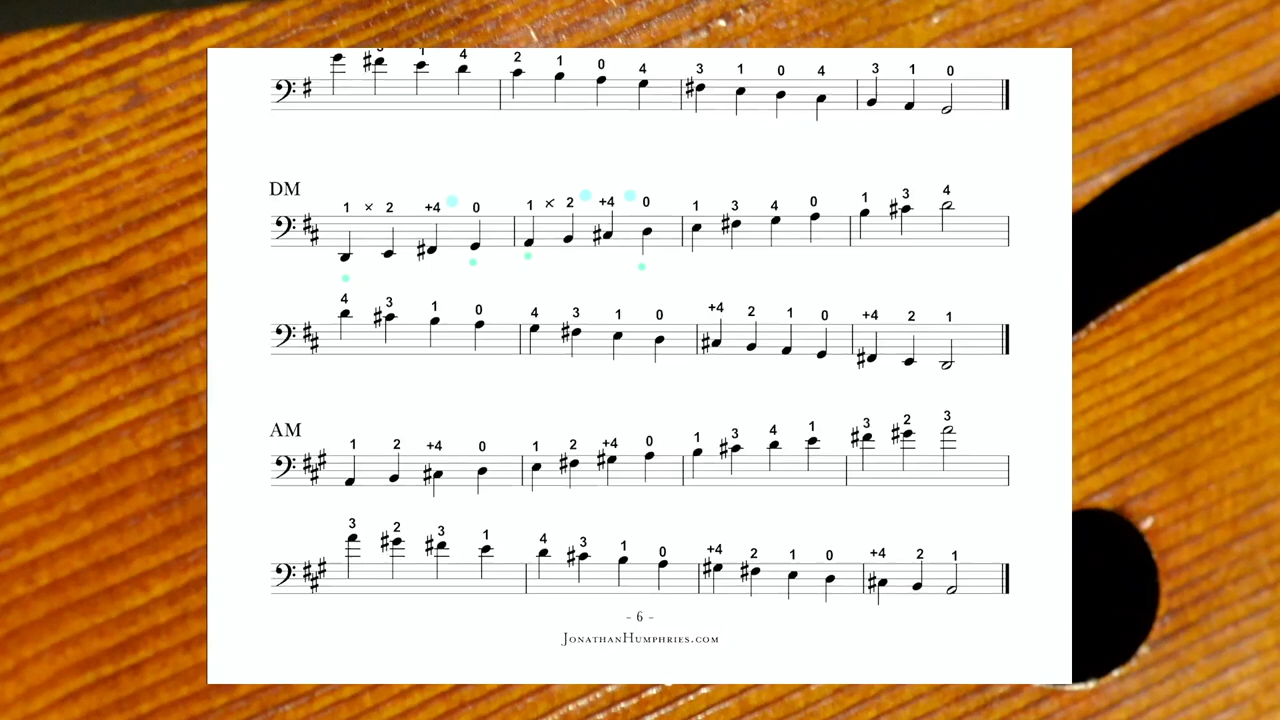 1 4 2 1 0 4 3 1 0 4 3 1 0
DM
1 × 2 +4 0 1 × 2 +4 0 1 3 4 0 1 3 4
4 3 1 0 4 3 1 0 +4 2 1 0 +4 2 1
AM
1 2 +4 0 1 2 +4 0 1 3 4 1 3 2 3
3 2 3 1 4 3 1 0 +4 2 1 0 +4 2 1
- 6 -
JonathanHumphries.com